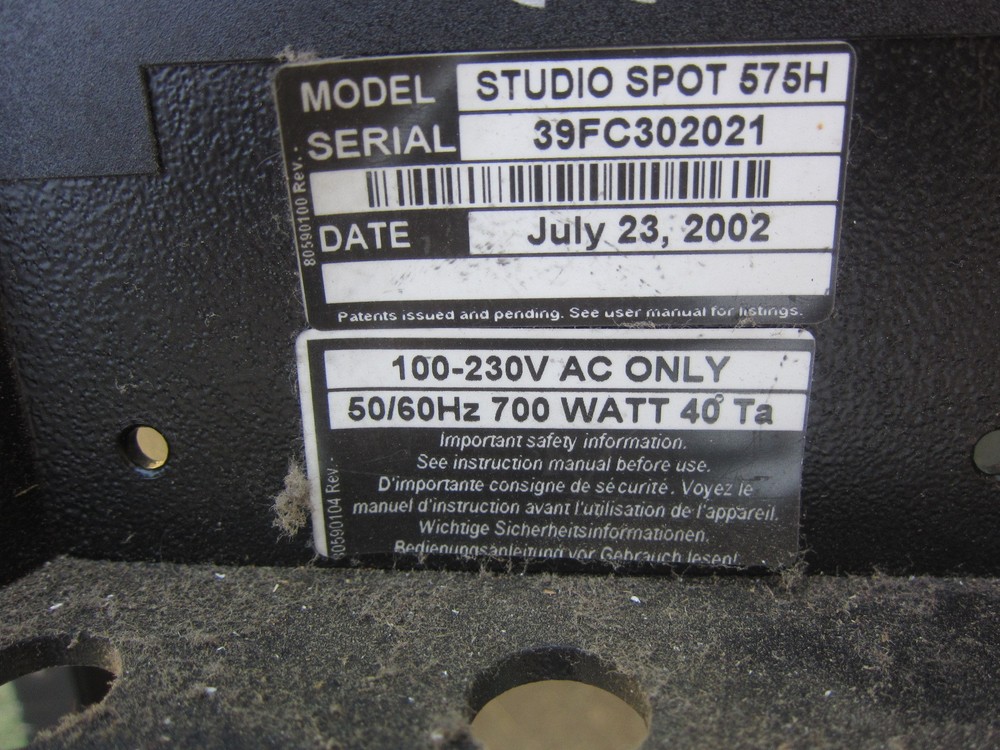 MODEL STUDIO SPOT 575H
SERIAL 39FC302021
DATE July 23, 2002
80590100 Rev. -
Patents issued and pending. See user manual for listings.
100-230V AC ONLY
50/60Hz 700 WATT 40° Ta
Important safety information.
See instruction manual before use.
D'importante consigne de sécurité. Voyez le
manuel d'instruction avant l'utilisation de l'appareil.
Wichtige Sicherheitsinformationen.
Bedienungsanleitung vor Gebrauch lesen!
80590104 Rev -